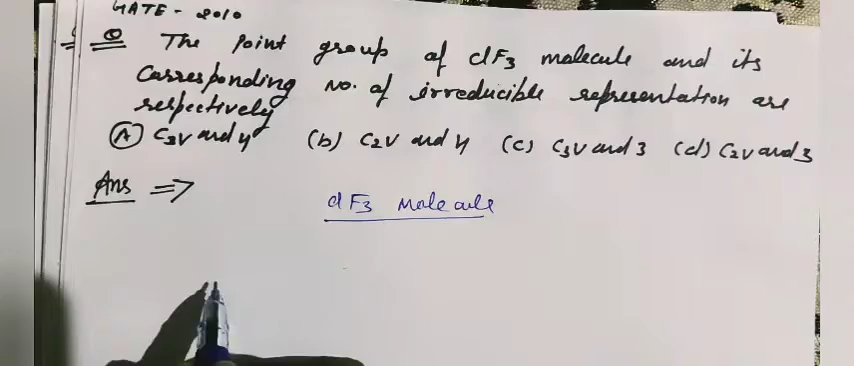 GATE - 2010
Q The Point group of ClF3 molecule and its
Corresponding No. of irreducible representation are
respectively
(A) C3V and 4 (b) C2V and 4 (c) C3V and 3 (d) C2V and 3
Ans =>
ClF3 Molecule